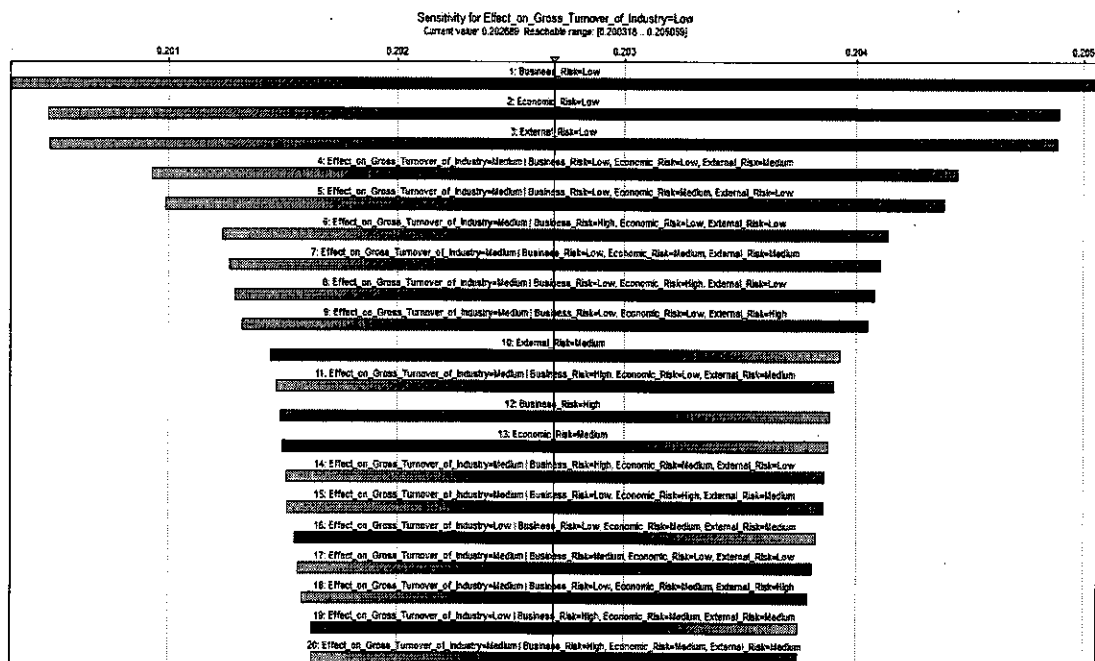 Sensitivity for Effect_on_Gross_Turnover_of_Industry=Low
Current value: 0.202689 Reachable range: [0.200318 .. 0.205059]
0.201 0.202 0.203 0.204 0.205
1: Business_Risk=Low
2: Economic_Risk=Low
3: External_Risk=Low
4: Effect_on_Gross_Turnover_of_Industry=Medium | Business_Risk=Low, Economic_Risk=Low, External_Risk=Medium
5: Effect_on_Gross_Turnover_of_Industry=Medium | Business_Risk=Low, Economic_Risk=Medium, External_Risk=Low
6: Effect_on_Gross_Turnover_of_Industry=Medium | Business_Risk=High, Economic_Risk=Low, External_Risk=Low
7: Effect_on_Gross_Turnover_of_Industry=Medium | Business_Risk=Low, Economic_Risk=Medium, External_Risk=Medium
8: Effect_on_Gross_Turnover_of_Industry=Medium | Business_Risk=Low, Economic_Risk=High, External_Risk=Low
9: Effect_on_Gross_Turnover_of_Industry=Medium | Business_Risk=Low, Economic_Risk=Low, External_Risk=High
10: External_Risk=Medium
11: Effect_on_Gross_Turnover_of_Industry=Medium | Business_Risk=High, Economic_Risk=Low, External_Risk=Medium
12: Business_Risk=High
13: Economic_Risk=Medium
14: Effect_on_Gross_Turnover_of_Industry=Medium | Business_Risk=High, Economic_Risk=Medium, External_Risk=Low
15: Effect_on_Gross_Turnover_of_Industry=Medium | Business_Risk=Low, Economic_Risk=High, External_Risk=Medium
16: Effect_on_Gross_Turnover_of_Industry=Low | Business_Risk=Low, Economic_Risk=Medium, External_Risk=Medium
17: Effect_on_Gross_Turnover_of_Industry=Medium | Business_Risk=Medium, Economic_Risk=Low, External_Risk=Low
18: Effect_on_Gross_Turnover_of_Industry=Medium | Business_Risk=Low, Economic_Risk=Medium, External_Risk=High
19: Effect_on_Gross_Turnover_of_Industry=Low | Business_Risk=High, Economic_Risk=Medium, External_Risk=Medium
20: Effect_on_Gross_Turnover_of_Industry=Medium | Business_Risk=High, Economic_Risk=Medium, External_Risk=Medium